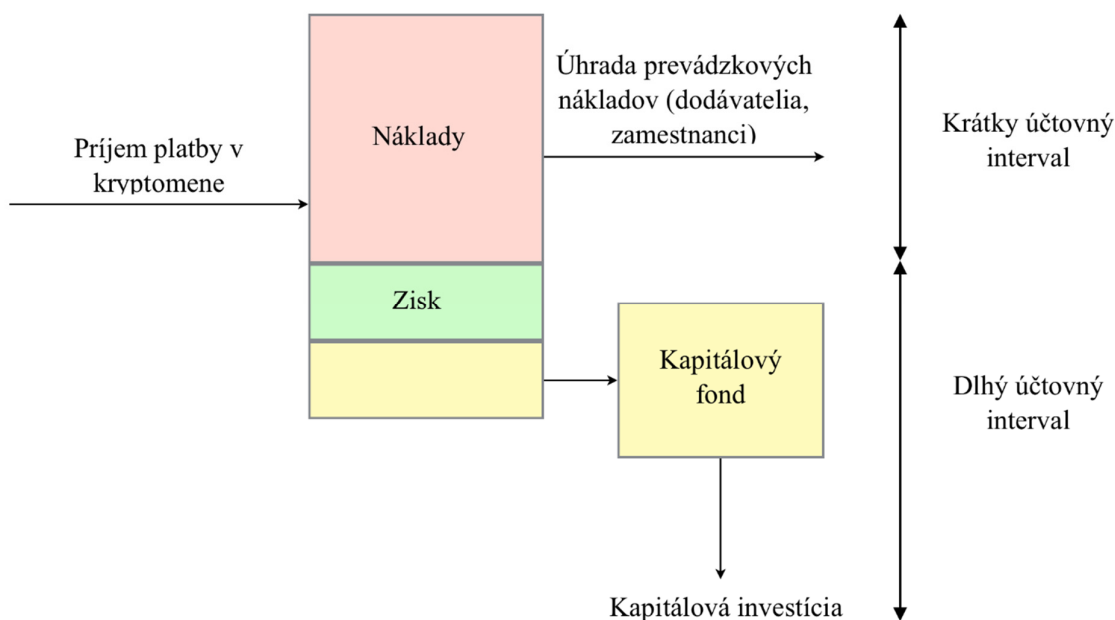 Príjem platby v
kryptomene
Náklady
Úhrada prevádzkových
nákladov (dodávatelia,
zamestnanci)
Krátky účtovný
interval
Zisk
Kapitálový
fond
Dlhý účtovný
interval
Kapitálová investícia